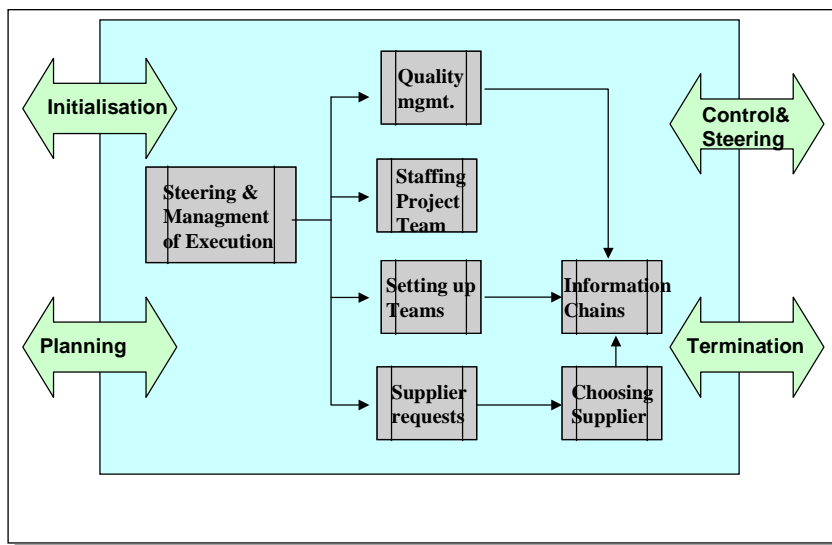 Initialisation
Quality
mgmt.
Control&
Steering
Steering &
Managment
of Execution
Staffing
Project
Team
Setting up
Teams
Information
Chains
Planning
Termination
Supplier
requests
Choosing
Supplier